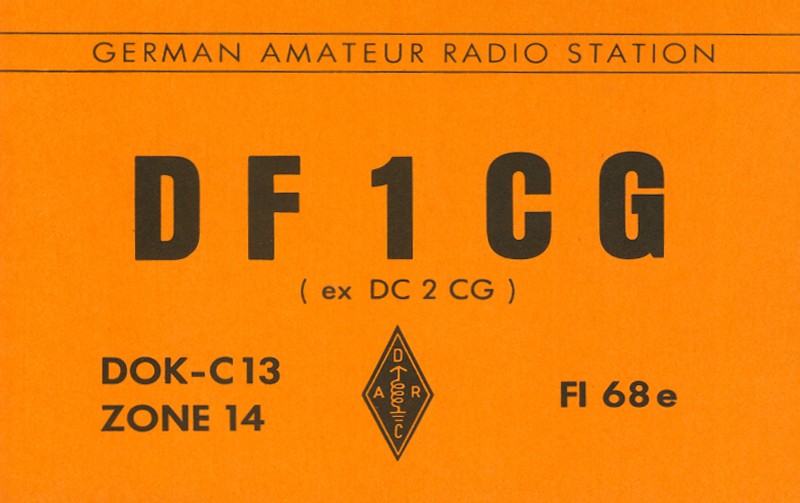 GERMAN AMATEUR RADIO STATION
DF1CG
( ex DC 2 CG )
DOK-C13
ZONE 14
D
A R
C
FI 68e